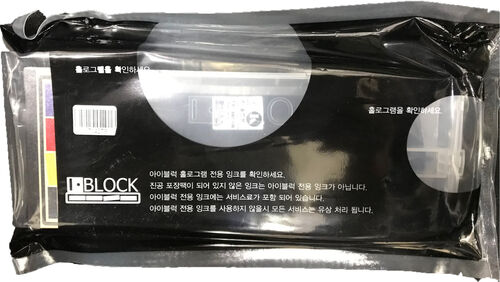 홀로그램을 확인하세요.
홀로그램을 확인하세요.
I·BLOCK
아이블럭 홀로그램 전용 잉크를 확인하세요.
진공 포장팩이 되어 있지 않은 잉크는 아이블럭 전용 잉크가 아닙니다.
아이블럭 전용 잉크에는 서비스료가 포함 되어 있습니다.
아이블럭 전용 잉크를 사용하지 않을시 모든 서비스는 유상 처리 됩니다.